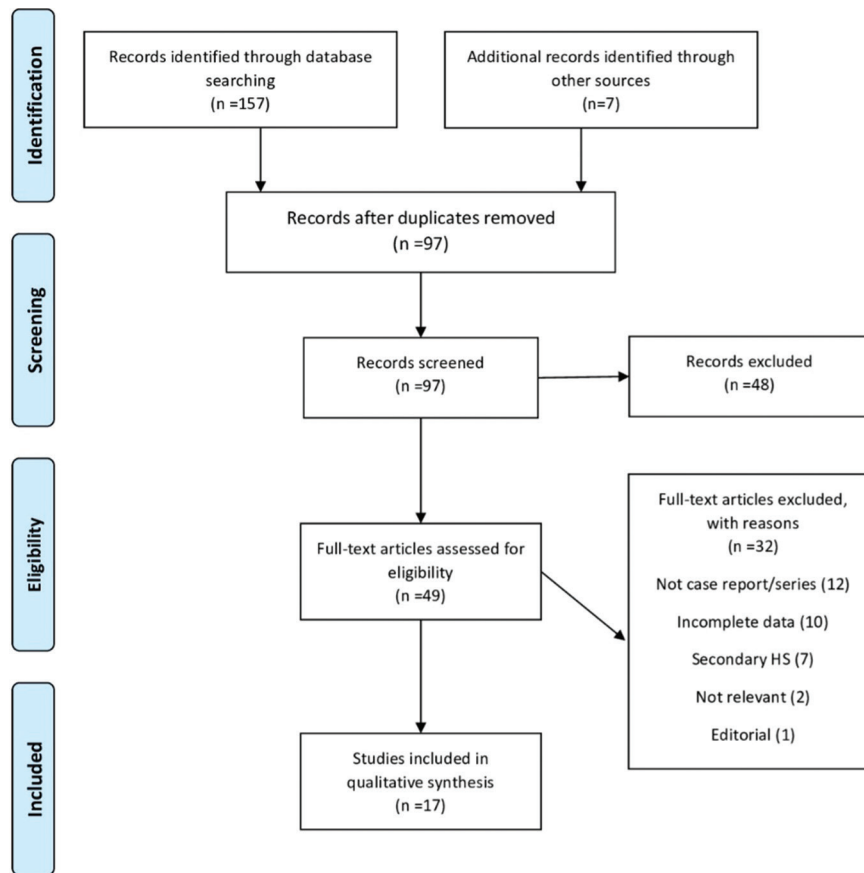 Identification
Records identified through database
searching
(n =157)
Additional records identified through
other sources
(n=7)
Records after duplicates removed
(n =97)
Screening
Records screened
(n =97)
Records excluded
(n =48)
Eligibility
Full-text articles assessed for
eligibility
(n =49)
Full-text articles excluded,
with reasons
(n =32)
Not case report/series (12)
Incomplete data (10)
Secondary HS (7)
Not relevant (2)
Editorial (1)
Included
Studies included in
qualitative synthesis
(n =17)